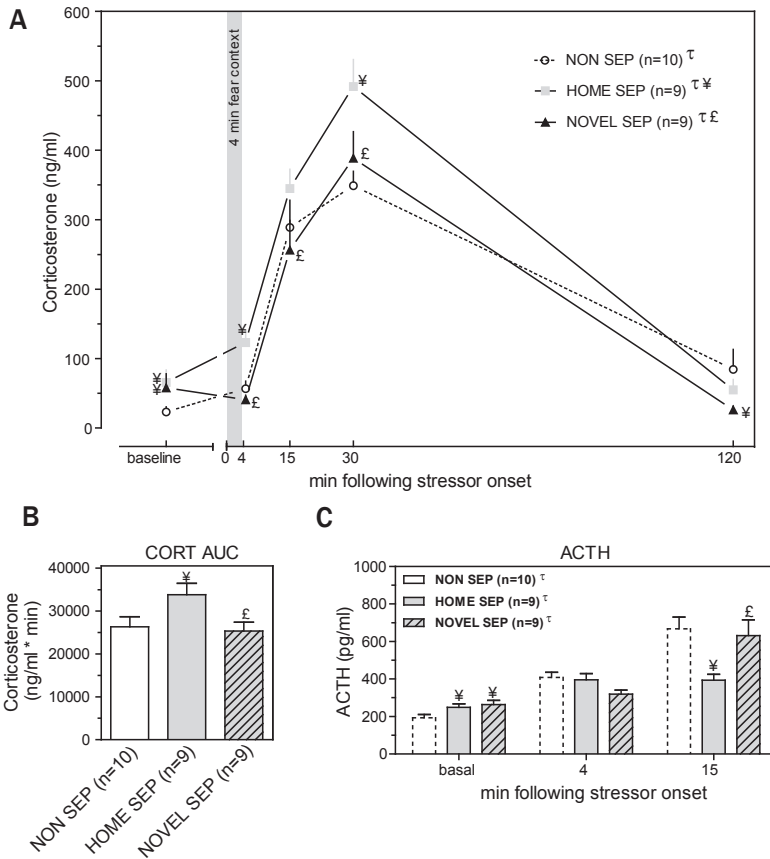 A
600
500
400
300
200
100
0
Corticosterone (ng/ml)
4 min fear context
NON SEP (n=10) τ
HOME SEP (n=9) τ ¥
NOVEL SEP (n=9) τ £
¥
£
£
¥
£
¥
¥
¥
baseline 0 4 15 30 120
min following stressor onset
B
CORT AUC
40000
30000
20000
10000
0
Corticosterone
(ng/ml * min)
¥
£
NON SEP (n=10)
HOME SEP (n=9)
NOVEL SEP (n=9)
C
ACTH
1000
800
600
400
200
0
ACTH (pg/ml)
NON SEP (n=10) τ
HOME SEP (n=9) τ
NOVEL SEP (n=9) τ
¥ ¥
¥
£
basal 4 15
min following stressor onset